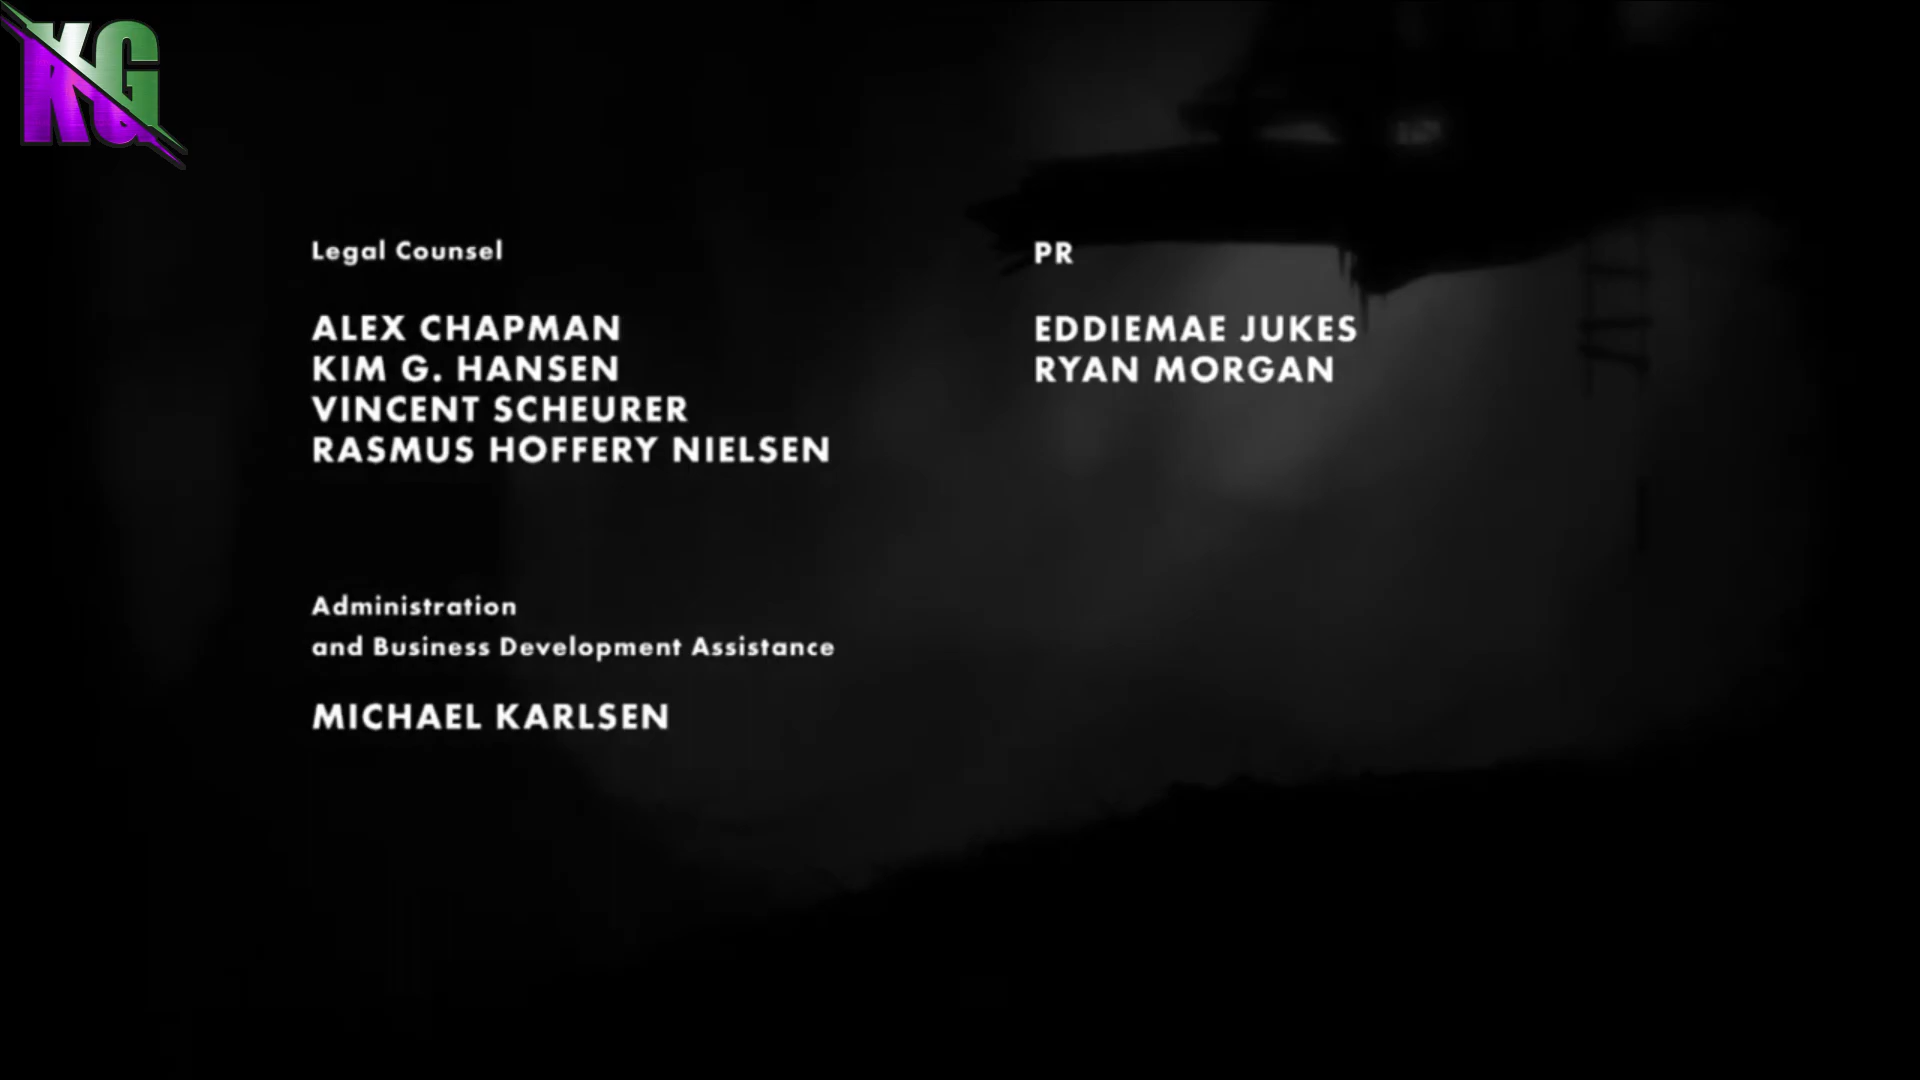 KG
Legal Counsel
ALEX CHAPMAN
KIM G. HANSEN
VINCENT SCHEURER
RASMUS HOFFERY NIELSEN
PR
EDDIEMAE JUKES
RYAN MORGAN
Administration
and Business Development Assistance
MICHAEL KARLSEN